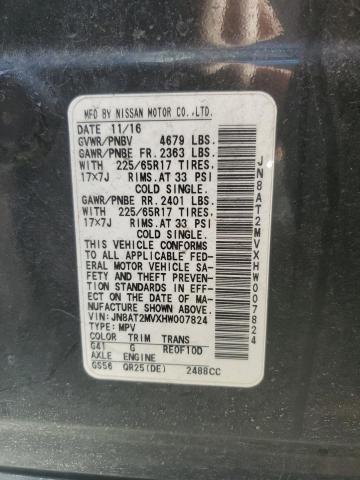 MFD BY NISSAN MOTOR CO.,LTD.
DATE 11/16
GVWR/PNBV 4679 LBS.
GAWR/PNBE FR. 2363 LBS.
WITH 225/65R17 TIRES,
17x7J RIMS.AT 33 PSI
COLD SINGLE.
GAWR/PNBE RR. 2401 LBS.
WITH 225/65R17 TIRES,
17x7J RIMS.AT 33 PSI
COLD SINGLE.
THIS VEHICLE CONFORMS
TO ALL APPLICABLE FED-
ERAL MOTOR VEHICLE SA-
FETY AND THEFT PREVEN-
TION STANDARDS IN EFF-
ECT ON THE DATE OF MA-
NUFACTURE SHOWN ABOVE.
VIN: JN8AT2MVXHW007824
TYPE: MPV
COLOR TRIM TRANS
G41 G RE0F10D
AXLE ENGINE
GS56 QR25(DE) 2488CC
JN8AT2MVXHW007824